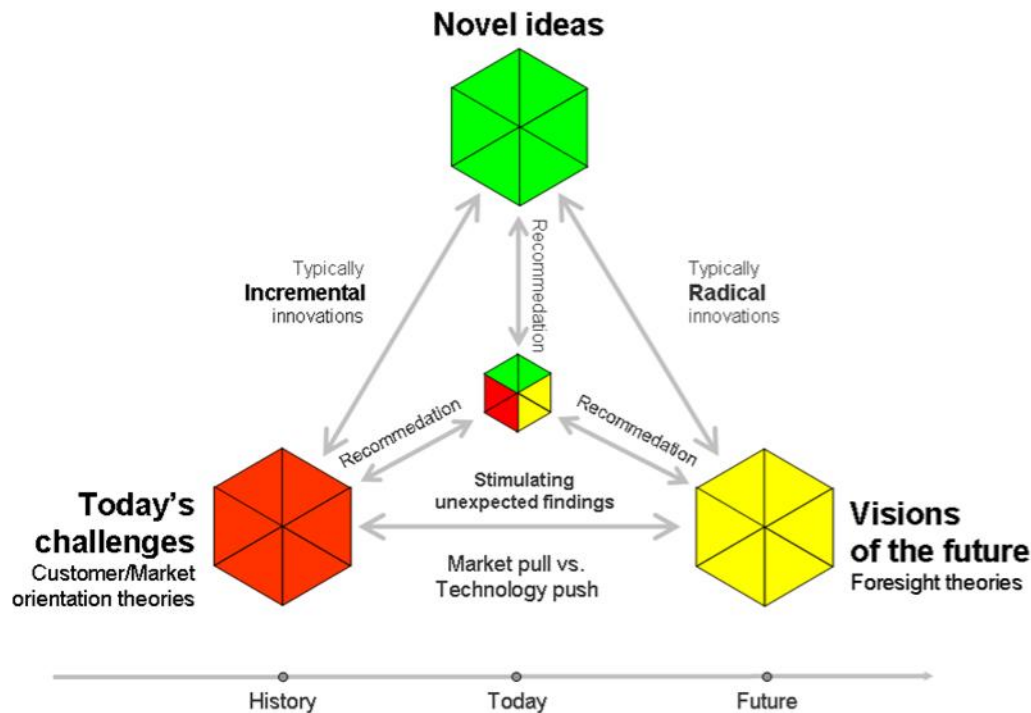 Novel ideas
Recommedation
Typically
Incremental
innovations
Typically
Radical
innovations
Recommedation
Recommedation
Stimulating
unexpected findings
Today's
challenges
Customer/Market
orientation theories
Market pull vs.
Technology push
Visions
of the future
Foresight theories
History
Today
Future